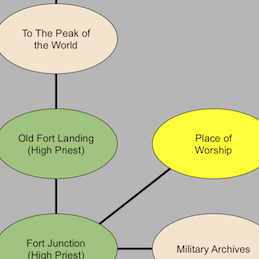 To The Peak of
the World
Old Fort Landing
(High Priest)
Place of
Worship
Fort Junction
(High Priest)
Military Archives